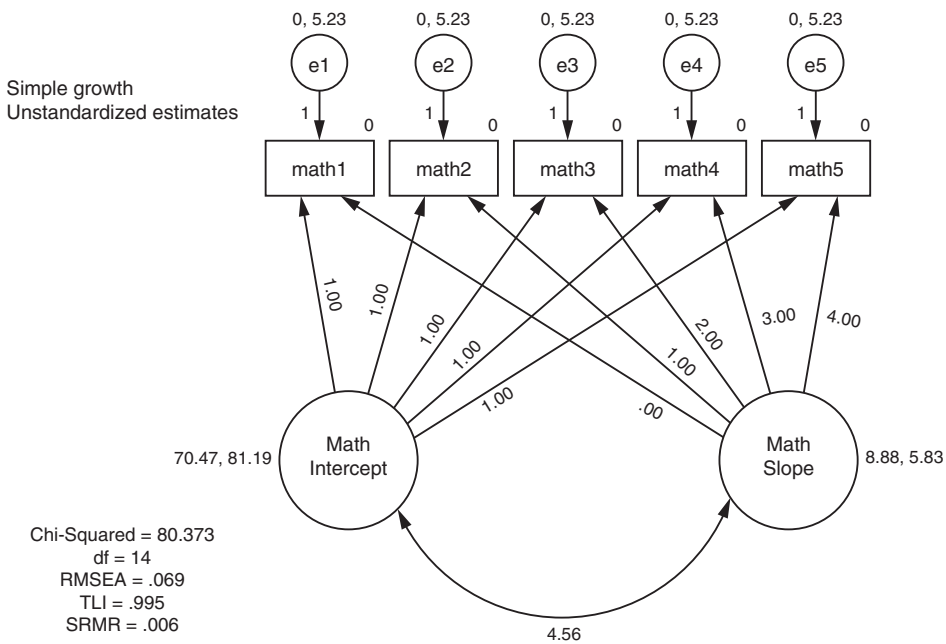 0, 5.23 0, 5.23 0, 5.23 0, 5.23 0, 5.23
e1 e2 e3 e4 e5
Simple growth
Unstandardized estimates
1 0 1 0 1 0 1 0 1 0
math1 math2 math3 math4 math5
1.00 1.00 1.00 1.00 1.00 .00 1.00 2.00 3.00 4.00
Math
Intercept
70.47, 81.19
Math
Slope
8.88, 5.83
Chi-Squared = 80.373
df = 14
RMSEA = .069
TLI = .995
SRMR = .006
4.56